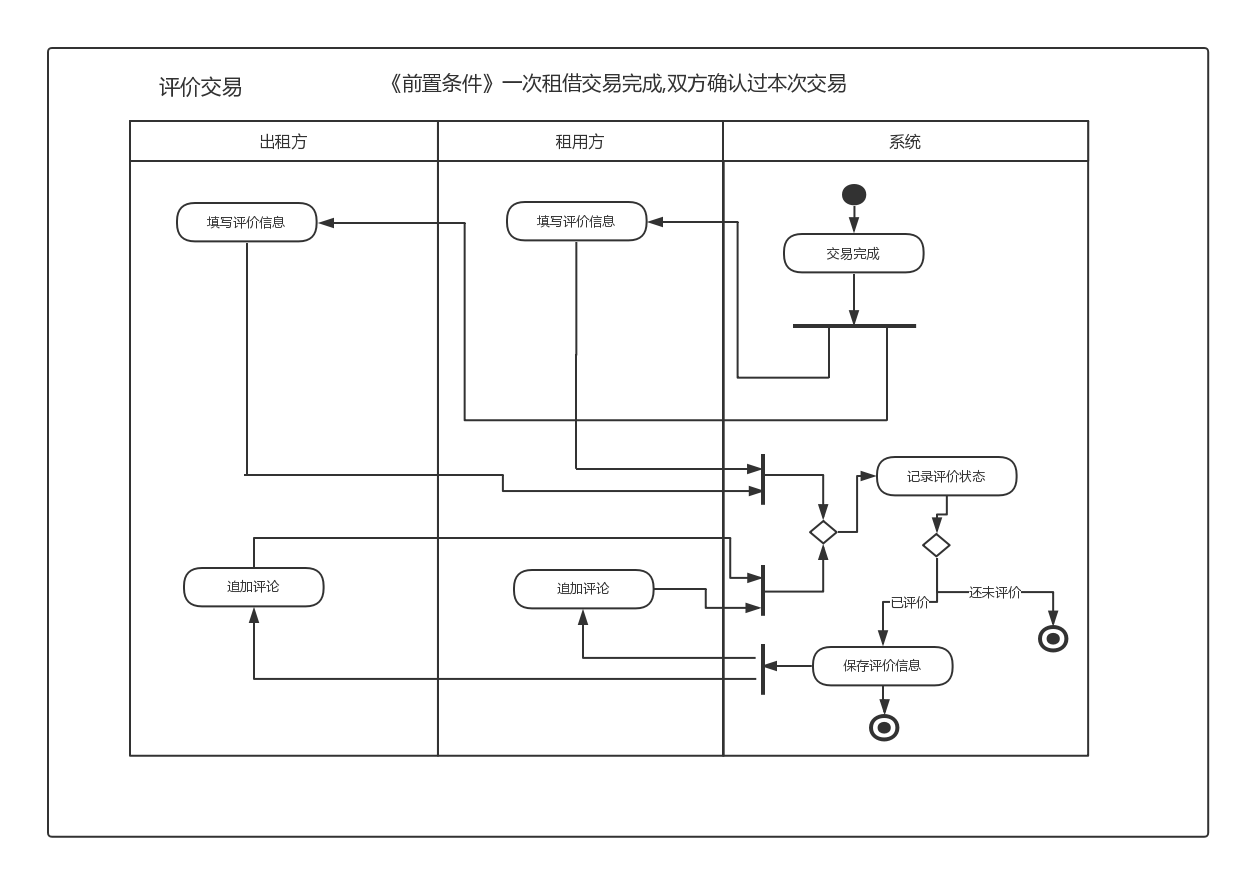 评价交易
《前置条件》一次租借交易完成,双方确认过本次交易
出租方
租用方
系统
填写评价信息
填写评价信息
交易完成
记录评价状态
追加评论
追加评论
已评价
还未评价
保存评价信息